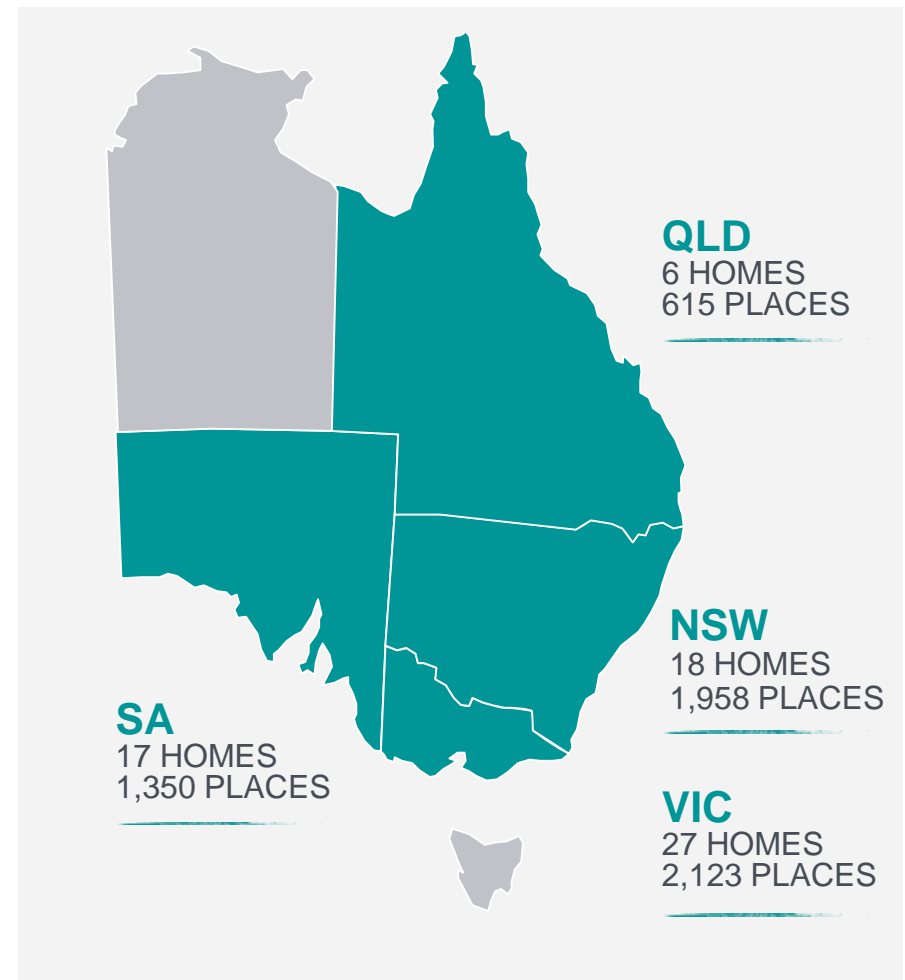 QLD
6 HOMES
615 PLACES
NSW
18 HOMES
1,958 PLACES
SA
17 HOMES
1,350 PLACES
VIC
27 HOMES
2,123 PLACES